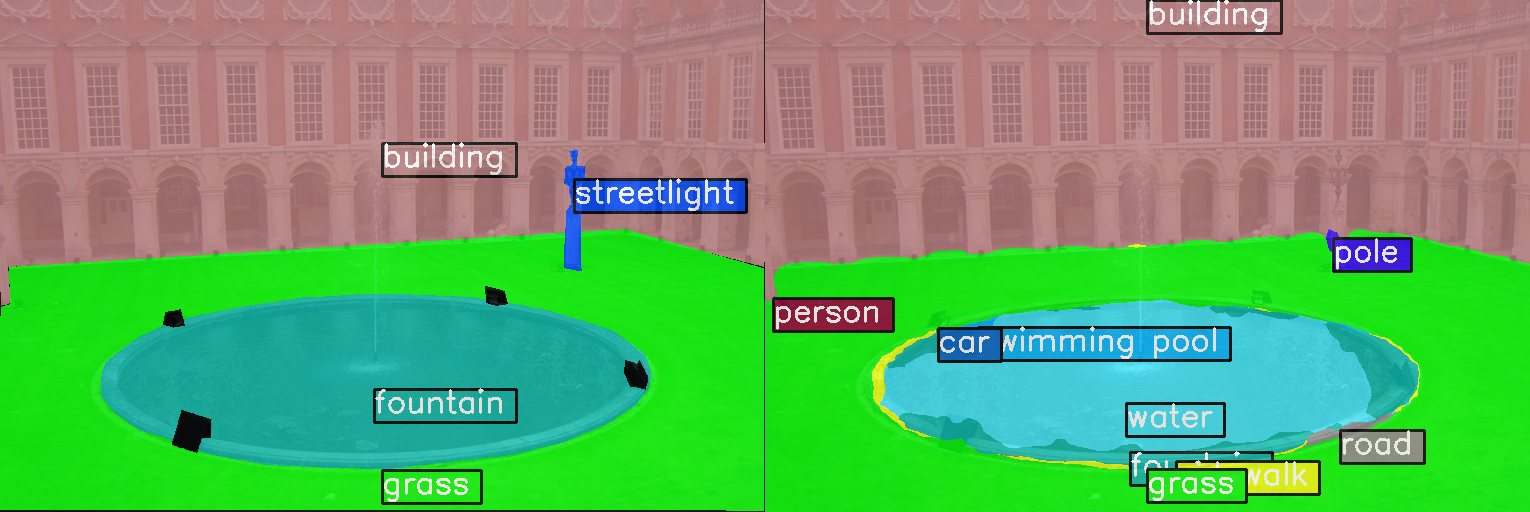 building
streetlight
fountain
grass
building
pole
person
car
wimming pool
water
road
walk
grass